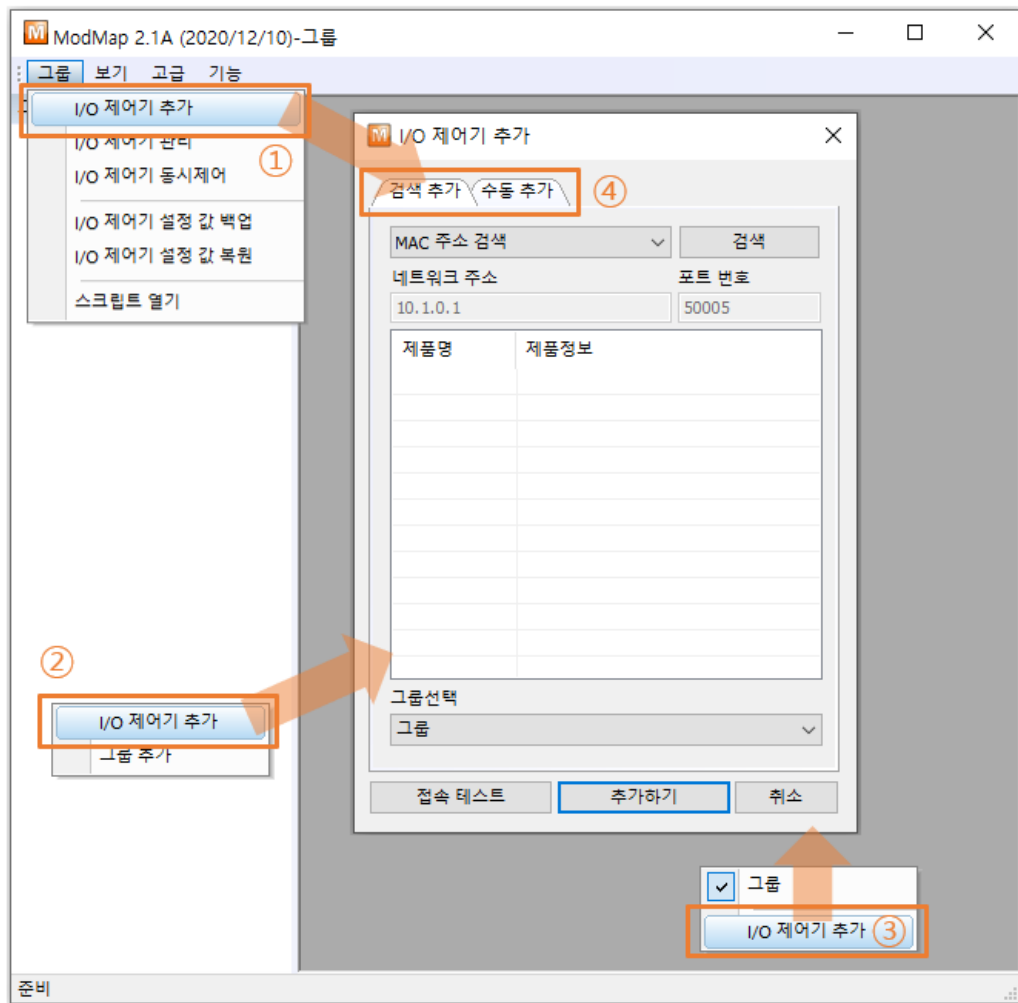 ModMap 2.1A (2020/12/10)-그룹
그룹 보기 고급 기능
I/O 제어기 추가
I/O 제어기 관리
①
I/O 제어기 동시제어
I/O 제어기 설정 값 백업
I/O 제어기 설정 값 복원
스크립트 열기
I/O 제어기 추가
검색 추가 수동 추가 ④
MAC 주소 검색 검색
네트워크 주소 포트 번호
10.1.0.1 50005
제품명 제품정보
②
I/O 제어기 추가
그룹 추가
그룹선택
그룹
접속 테스트 추가하기 취소
그룹
I/O 제어기 추가 ③
준비